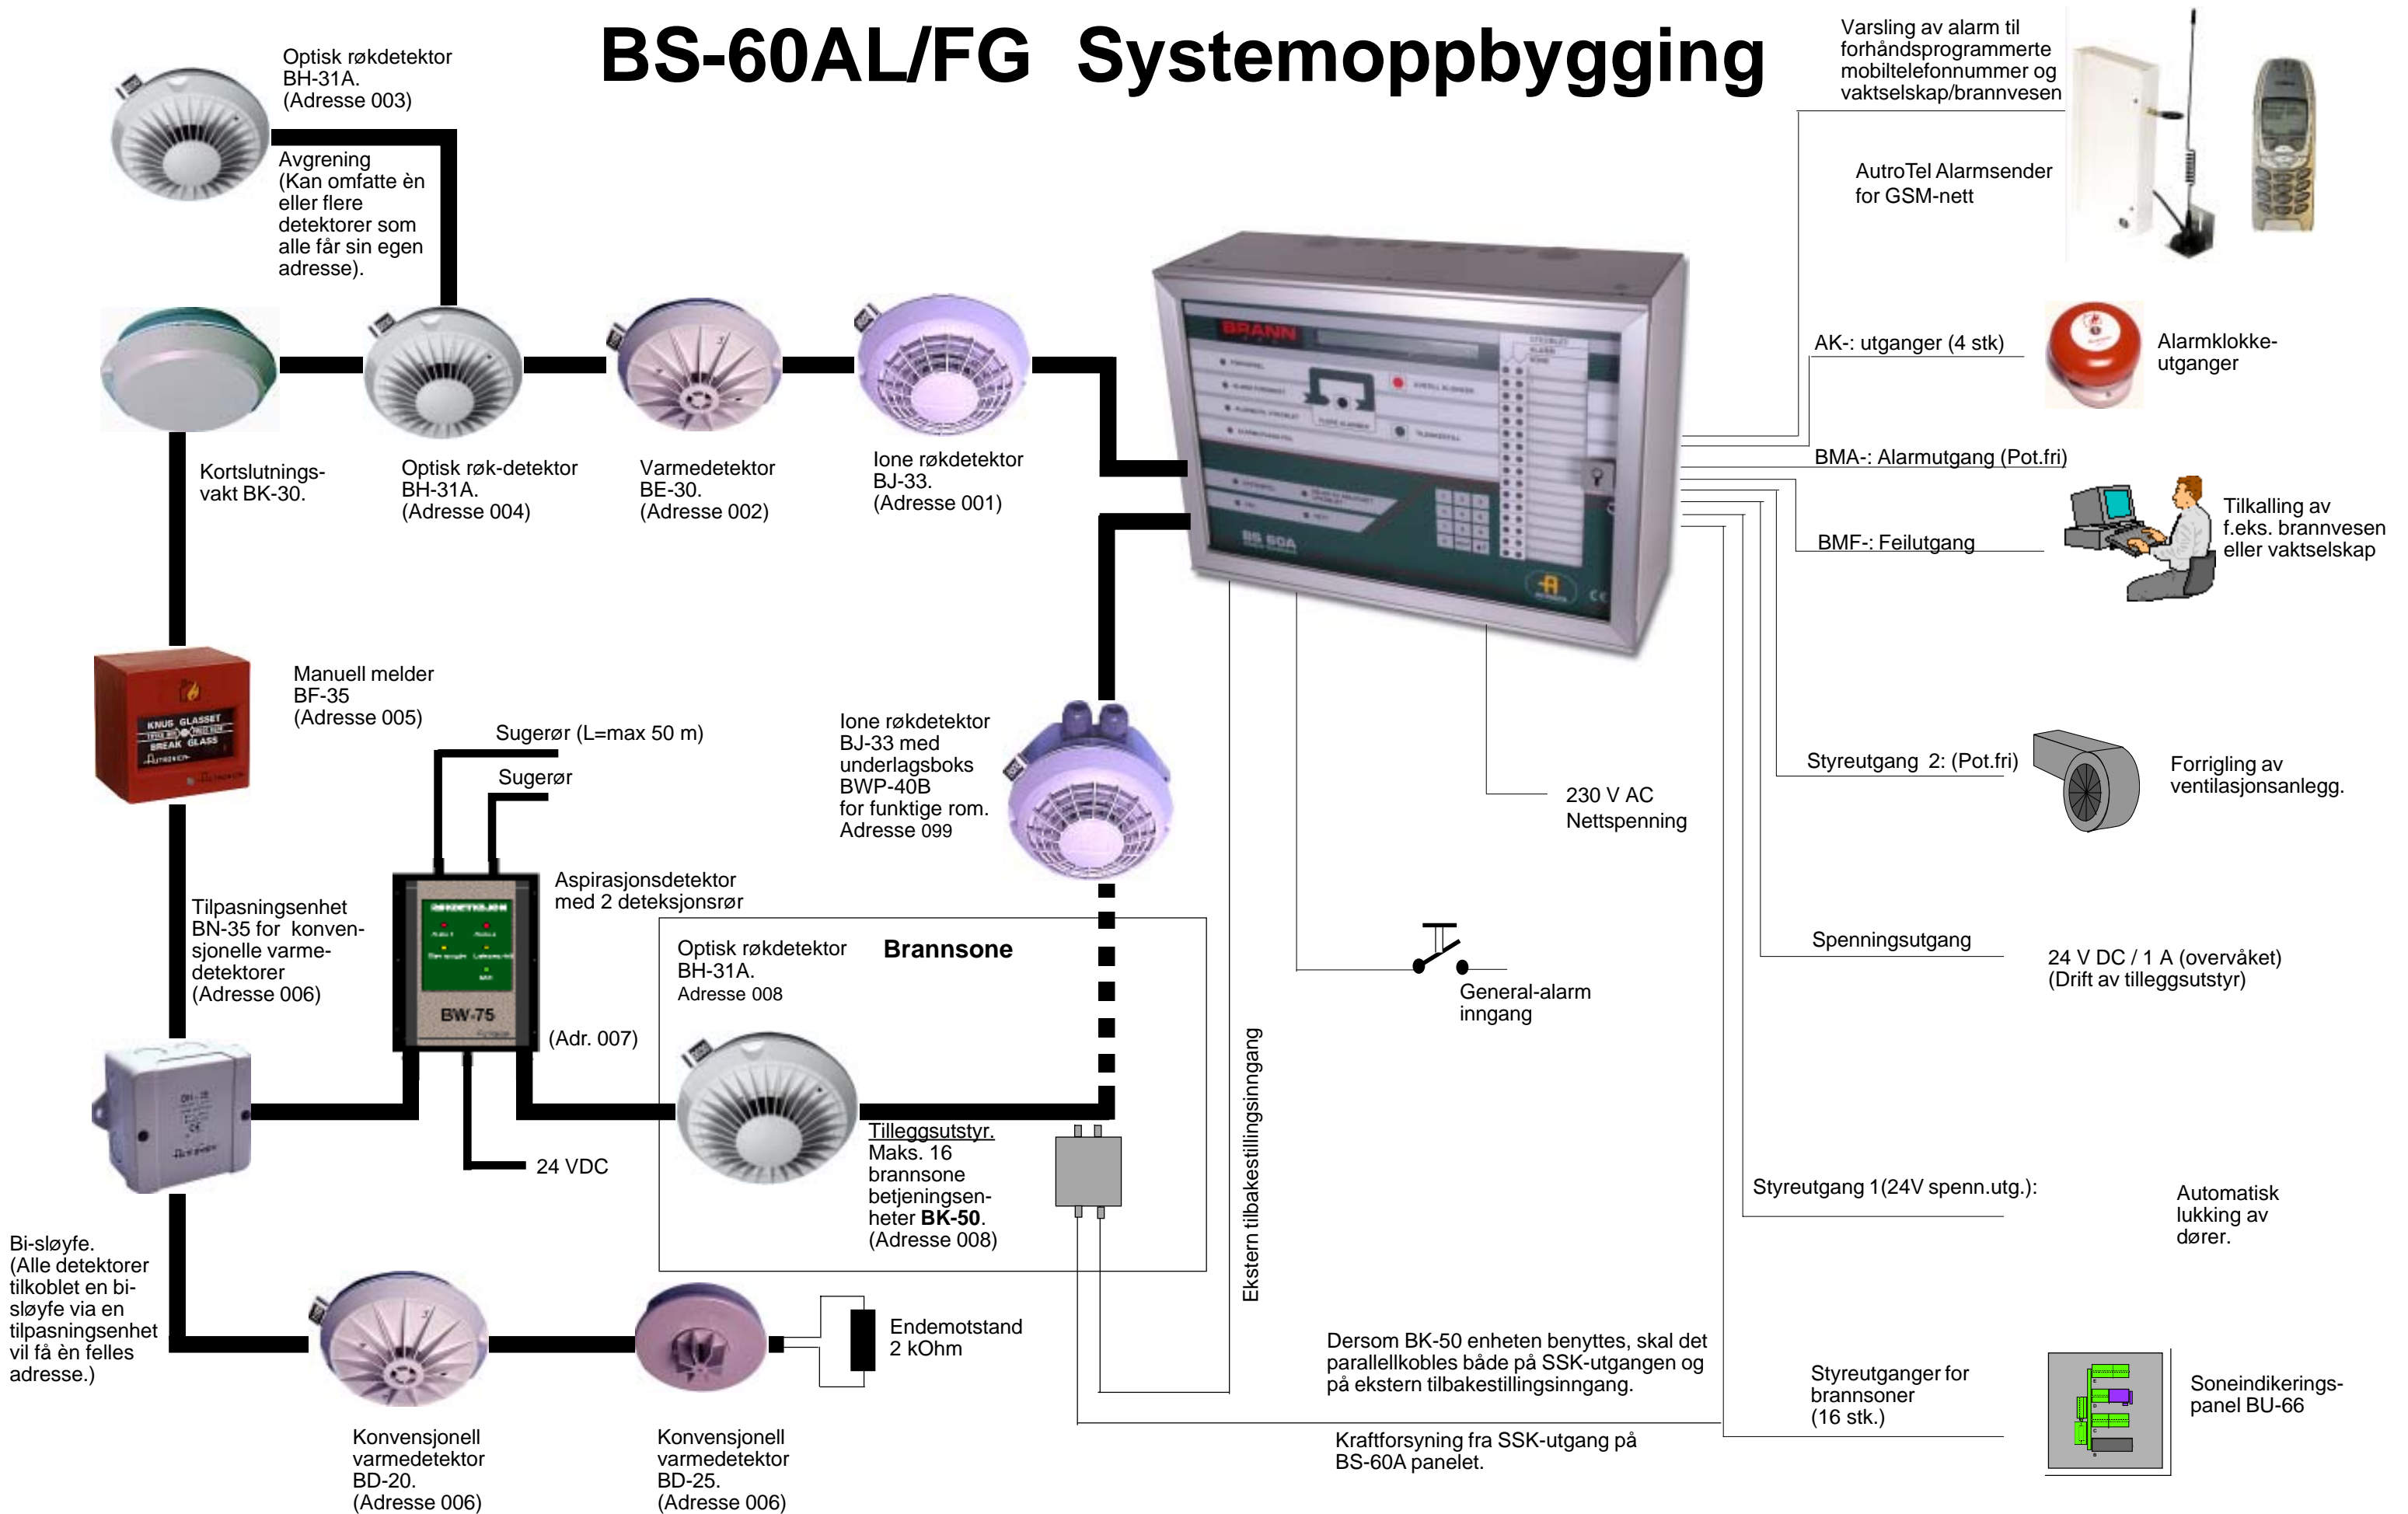 BS-60AL/FG Systemoppbygging
Optisk røkdetektor
BH-31A.
(Adresse 003)
Avgrening
(Kan omfatte èn
eller flere
detektorer som
alle får sin egen
adresse).
Kortslutnings-
vakt BK-30.
Optisk røk-detektor
BH-31A.
(Adresse 004)
Varmedetektor
BE-30.
(Adresse 002)
Ione røkdetektor
BJ-33.
(Adresse 001)
BRANN
BS 60A
Varsling av alarm til
forhåndsprogrammerte
mobiltelefonnummer og
vaktselskap/brannvesen
AutroTel Alarmsender
for GSM-nett
AK-: utganger (4 stk)
Alarmklokke-
utganger
BMA-: Alarmutgang (Pot.fri)
BMF-: Feilutgang
Tilkalling av
f.eks. brannvesen
eller vaktselskap
Manuell melder
BF-35
(Adresse 005)
KNUS GLASSET
BREAK GLASS
AUTRONICA
Sugerør (L=max 50 m)
Sugerør
Ione røkdetektor
BJ-33 med
underlagsboks
BWP-40B
for funktige rom.
Adresse 099
230 V AC
Nettspenning
Styreutgang 2: (Pot.fri)
Forrigling av
ventilasjonsanlegg.
Tilpasningsenhet
BN-35 for konven-
sjonelle varme-
detektorer
(Adresse 006)
RØKDETEKSJON
BW-75
Aspirasjonsdetektor
med 2 deteksjonsrør
(Adr. 007)
24 VDC
Optisk røkdetektor
BH-31A.
Adresse 008
Brannsone
Tilleggsutstyr.
Maks. 16
brannsone
betjeningsen-
heter BK-50.
(Adresse 008)
General-alarm
inngang
Ekstern tilbakestillingsinngang
Spenningsutgang
24 V DC / 1 A (overvåket)
(Drift av tilleggsutstyr)
Styreutgang 1(24V spenn.utg.):
Automatisk
lukking av
dører.
Bi-sløyfe.
(Alle detektorer
tilkoblet en bi-
sløyfe via en
tilpasningsenhet
vil få èn felles
adresse.)
Konvensjonell
varmedetektor
BD-20.
(Adresse 006)
Konvensjonell
varmedetektor
BD-25.
(Adresse 006)
Endemotstand
2 kOhm
Dersom BK-50 enheten benyttes, skal det
parallellkobles både på SSK-utgangen og
på ekstern tilbakestillingsinngang.
Kraftforsyning fra SSK-utgang på
BS-60A panelet.
Styreutganger for
brannsoner
(16 stk.)
Soneindikerings-
panel BU-66